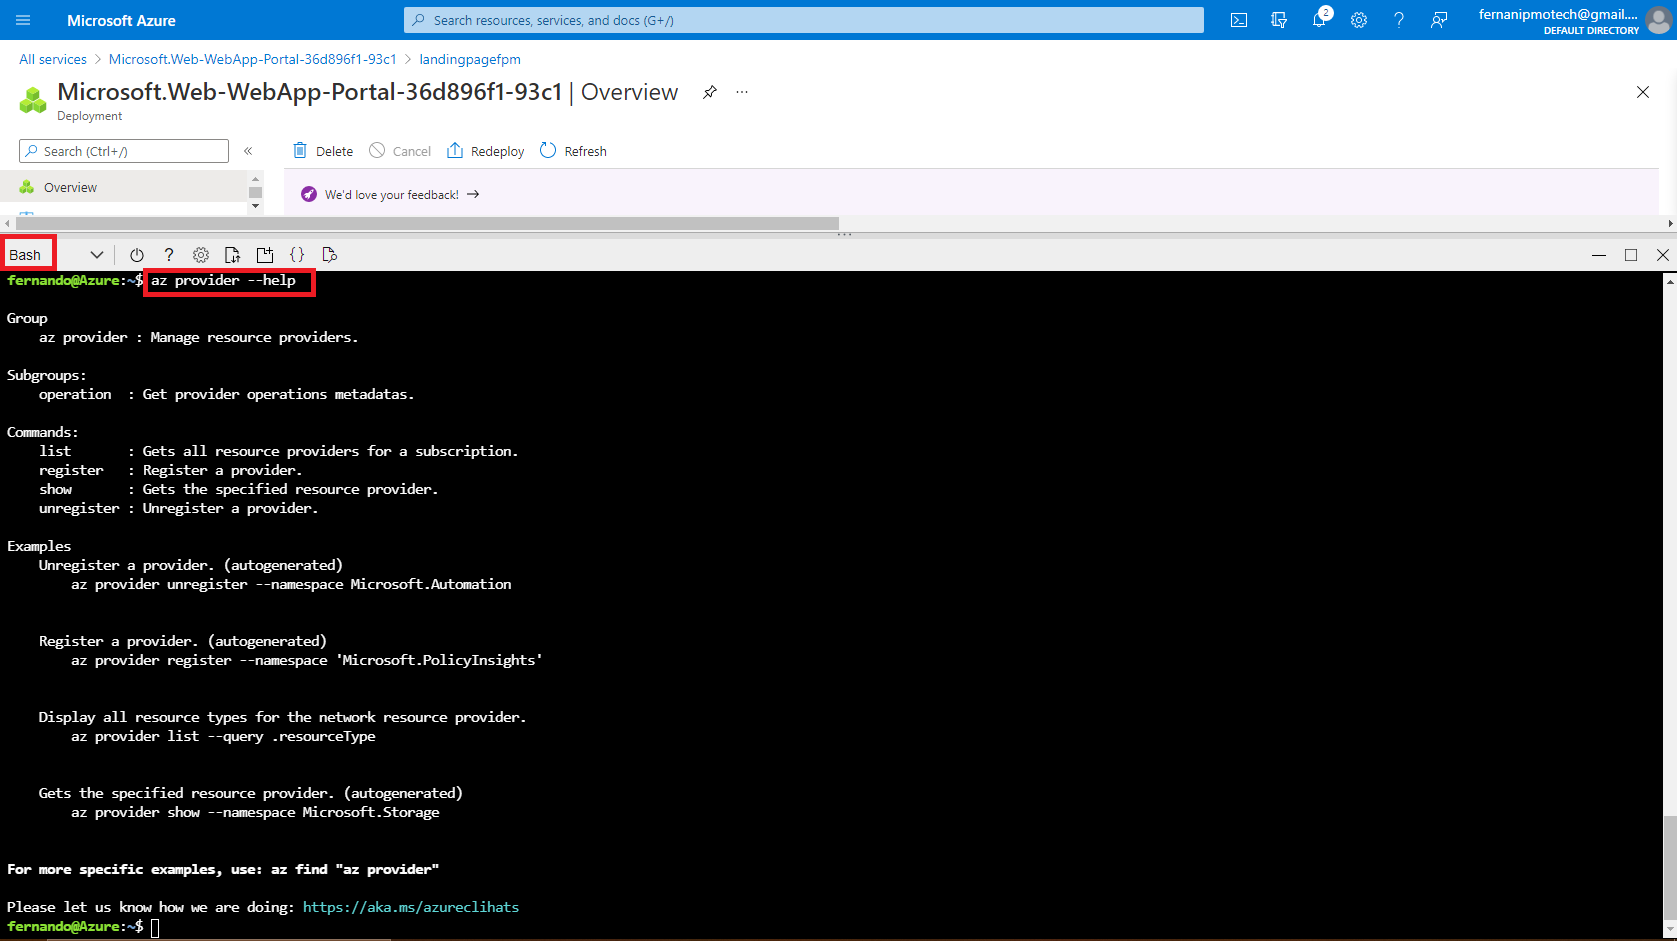 Microsoft Azure
Search resources, services, and docs (G+/)
2
fernanipmotech@gmail....
DEFAULT DIRECTORY
All services > Microsoft.Web-WebApp-Portal-36d896f1-93c1 > landingpagefpm
Microsoft.Web-WebApp-Portal-36d896f1-93c1 | Overview
Deployment
Search (Ctrl+/)
Delete
Cancel
Redeploy
Refresh
Overview
We'd love your feedback! →
Bash
fernando@Azure:~$ az provider --help
Group
az provider : Manage resource providers.
Subgroups:
operation : Get provider operations metadatas.
Commands:
list : Gets all resource providers for a subscription.
register : Register a provider.
show : Gets the specified resource provider.
unregister : Unregister a provider.
Examples
Unregister a provider. (autogenerated)
az provider unregister --namespace Microsoft.Automation
Register a provider. (autogenerated)
az provider register --namespace 'Microsoft.PolicyInsights'
Display all resource types for the network resource provider.
az provider list --query .resourceType
Gets the specified resource provider. (autogenerated)
az provider show --namespace Microsoft.Storage
For more specific examples, use: az find "az provider"
Please let us know how we are doing: https://aka.ms/azureclihats
fernando@Azure:~$